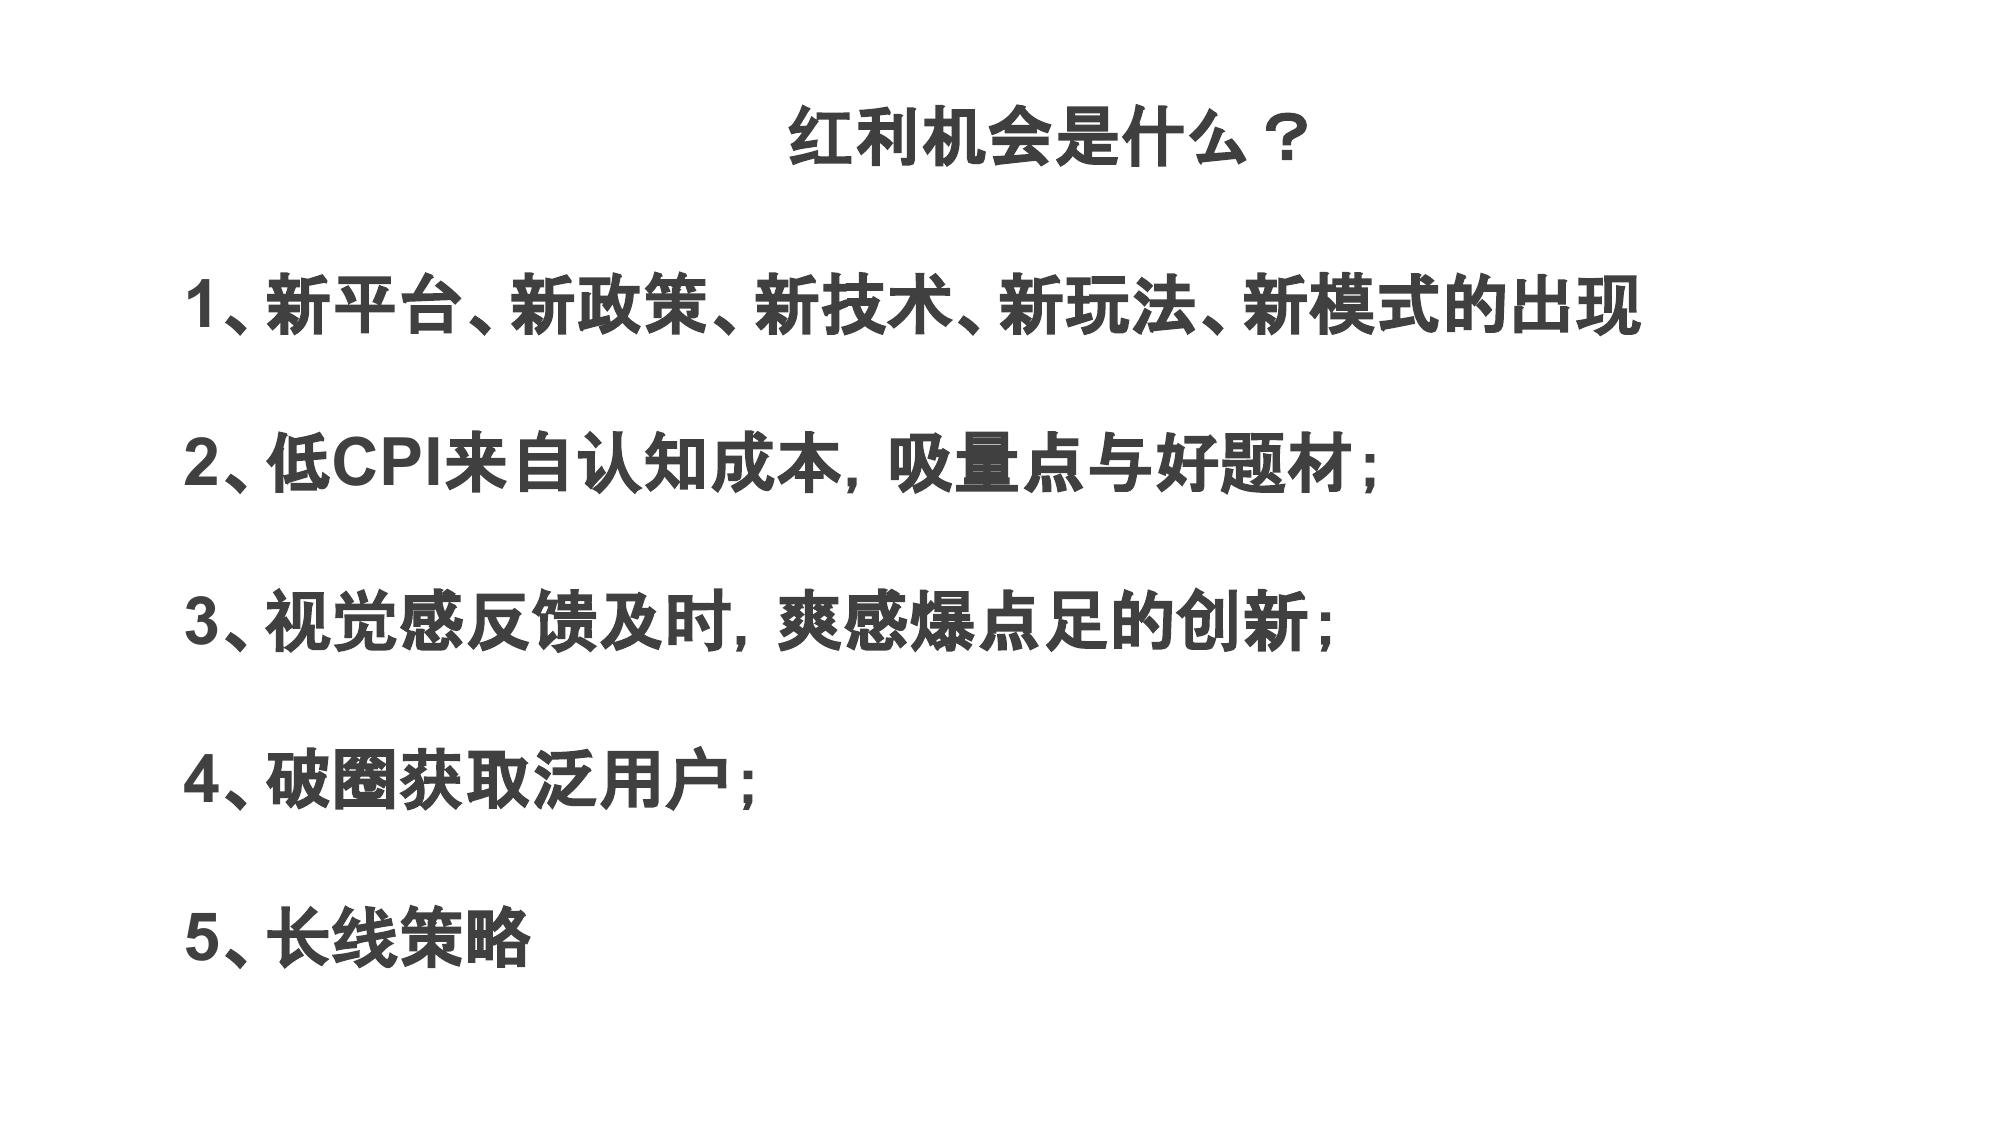 红利机会是什么？
1、新平台、新政策、新技术、新玩法、新模式的出现
2、低CPI来自认知成本，吸量点与好题材；
3、视觉感反馈及时，爽感爆点足的创新；
4、破圈获取泛用户；
5、长线策略